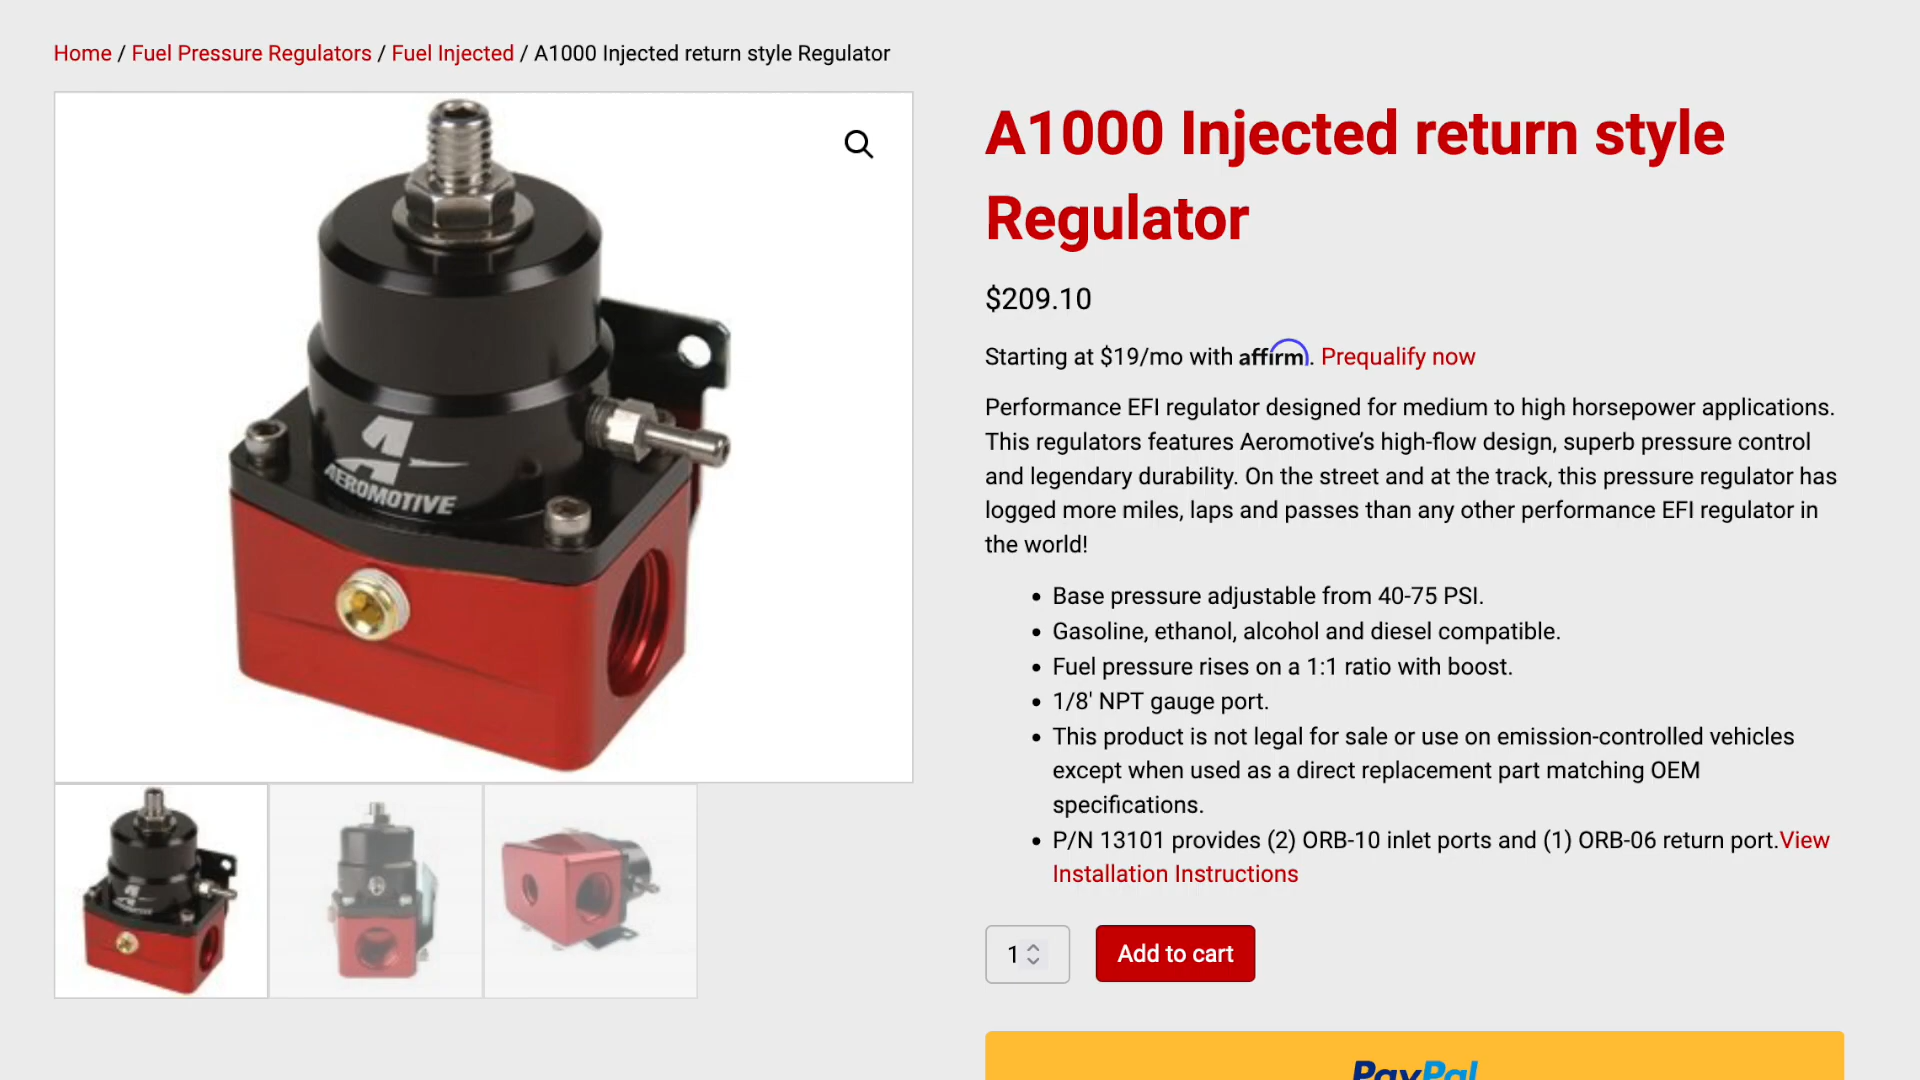 Home / Fuel Pressure Regulators / Fuel Injected / A1000 Injected return style Regulator
AEROMOTIVE
A1000 Injected return style
Regulator
$209.10
Starting at $19/mo with affirm. Prequalify now
Performance EFI regulator designed for medium to high horsepower applications.
This regulators features Aeromotive’s high-flow design, superb pressure control
and legendary durability. On the street and at the track, this pressure regulator has
logged more miles, laps and passes than any other performance EFI regulator in
the world!
• Base pressure adjustable from 40-75 PSI.
• Gasoline, ethanol, alcohol and diesel compatible.
• Fuel pressure rises on a 1:1 ratio with boost.
• 1/8' NPT gauge port.
• This product is not legal for sale or use on emission-controlled vehicles
except when used as a direct replacement part matching OEM
specifications.
• P/N 13101 provides (2) ORB-10 inlet ports and (1) ORB-06 return port.View
Installation Instructions
1
Add to cart
PayPal